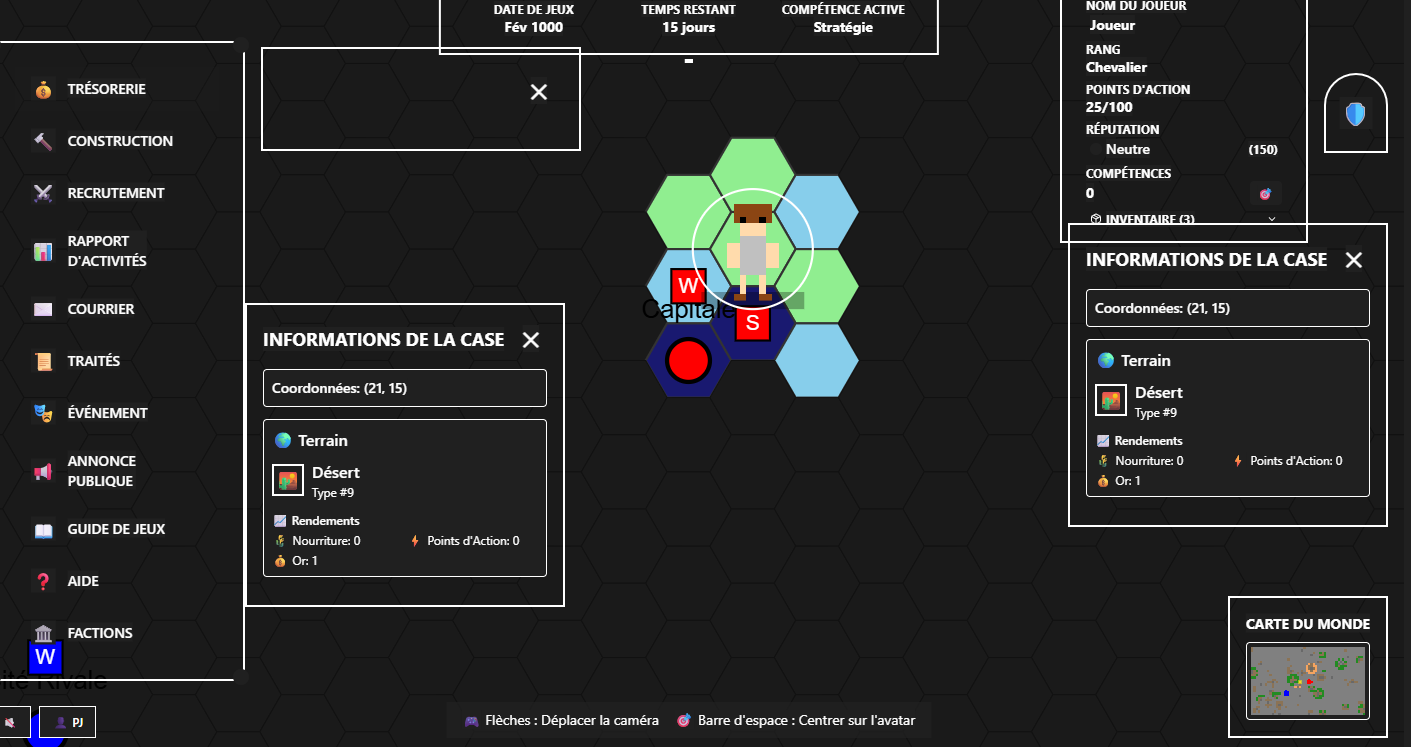 DATE DE JEUX
Fév 1000
TEMPS RESTANT
15 jours
COMPÉTENCE ACTIVE
Stratégie
TRÉSORERIE
CONSTRUCTION
RECRUTEMENT
RAPPORT
D'ACTIVITÉS
COURRIER
TRAITÉS
ÉVÉNEMENT
ANNONCE
PUBLIQUE
GUIDE DE JEUX
AIDE
FACTIONS
W
ité Rivale
PJ
INFORMATIONS DE LA CASE
Coordonnées: (21, 15)
Terrain
Désert
Type #9
Rendements
Nourriture: 0
Points d'Action: 0
Or: 1
W
Capitale
S
Flèches : Déplacer la caméra
Barre d'espace : Centrer sur l'avatar
NOM DU JOUEUR
Joueur
RANG
Chevalier
POINTS D'ACTION
25/100
RÉPUTATION
Neutre (150)
COMPÉTENCES
0
INVENTAIRE (3)
INFORMATIONS DE LA CASE
Coordonnées: (21, 15)
Terrain
Désert
Type #9
Rendements
Nourriture: 0
Points d'Action: 0
Or: 1
CARTE DU MONDE